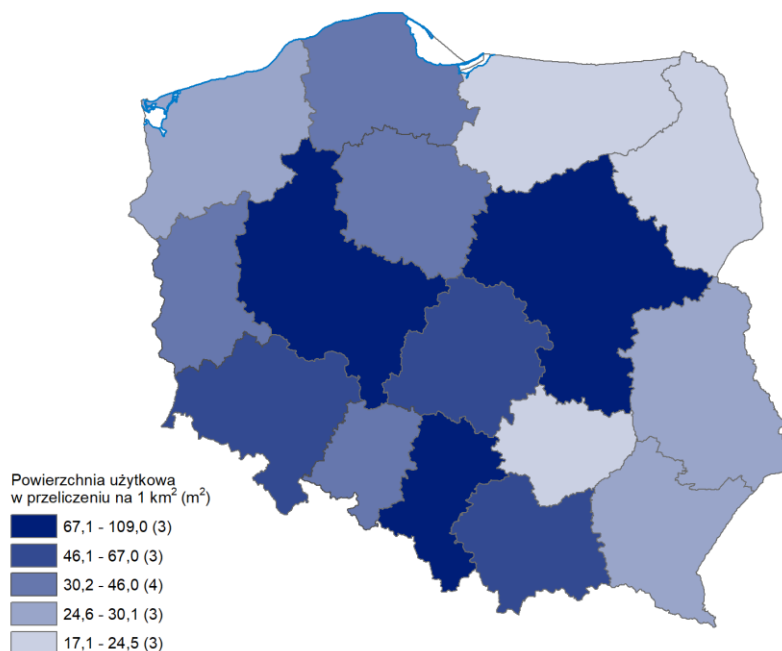 Powierzchnia użytkowa
w przeliczeniu na 1 km² (m²)
67,1 - 109,0 (3)
46,1 - 67,0 (3)
30,2 - 46,0 (4)
24,6 - 30,1 (3)
17,1 - 24,5 (3)